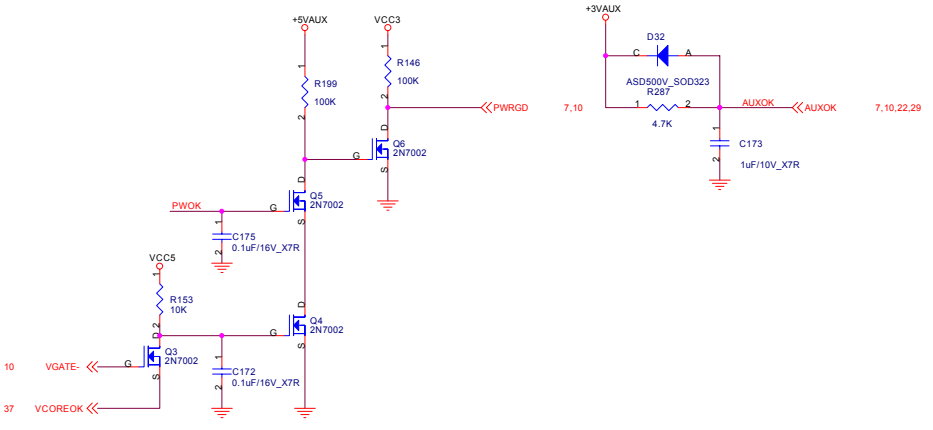 +5VAUX
VCC3
+3VAUX
1
R199
100K
2
1
R146
100K
2
PWRGD 7,10
D32
C A
ASD500V_SOD323
R287
1 2
4.7K
AUXOK
AUXOK 7,10,22,29
1
C173
2
1uF/10V_X7R
D
G
Q6
2N7002
S
D
Q5
2N7002
G
S
PWOK
1
C175
2
0.1uF/16V_X7R
VCC5
1
R153
10K
2
D
Q3
2N7002
G
S
D
Q4
2N7002
G
S
1
C172
2
0.1uF/16V_X7R
10 VGATE-
37 VCOREOK